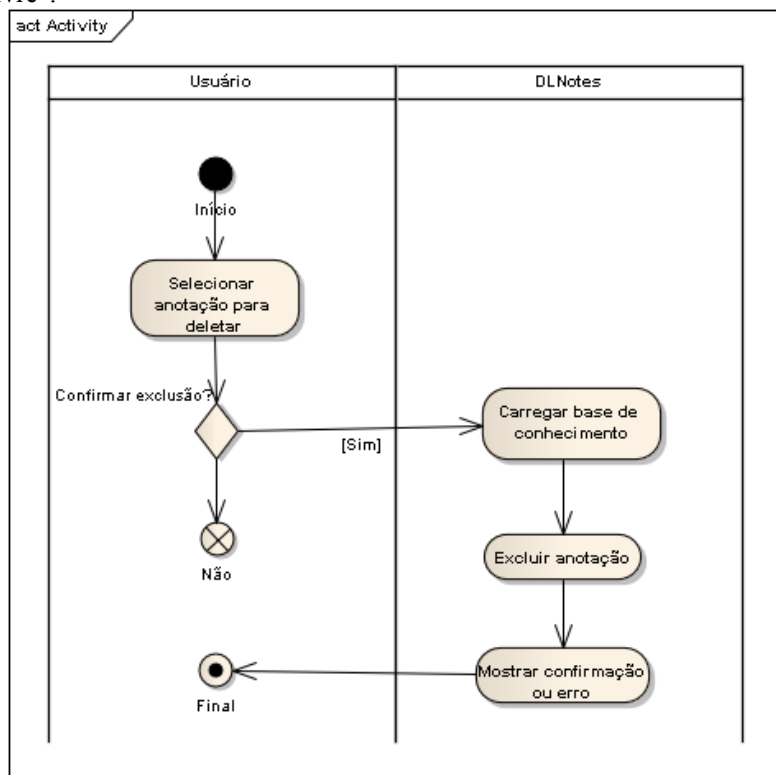 act Activity
Usuário
DLNotes
Início
Selecionar
anotação para
deletar
Confirmar exclusão?
[Sim]
Carregar base de
conhecimento
Não
Excluir anotação
Mostrar confirmação
ou erro
Final